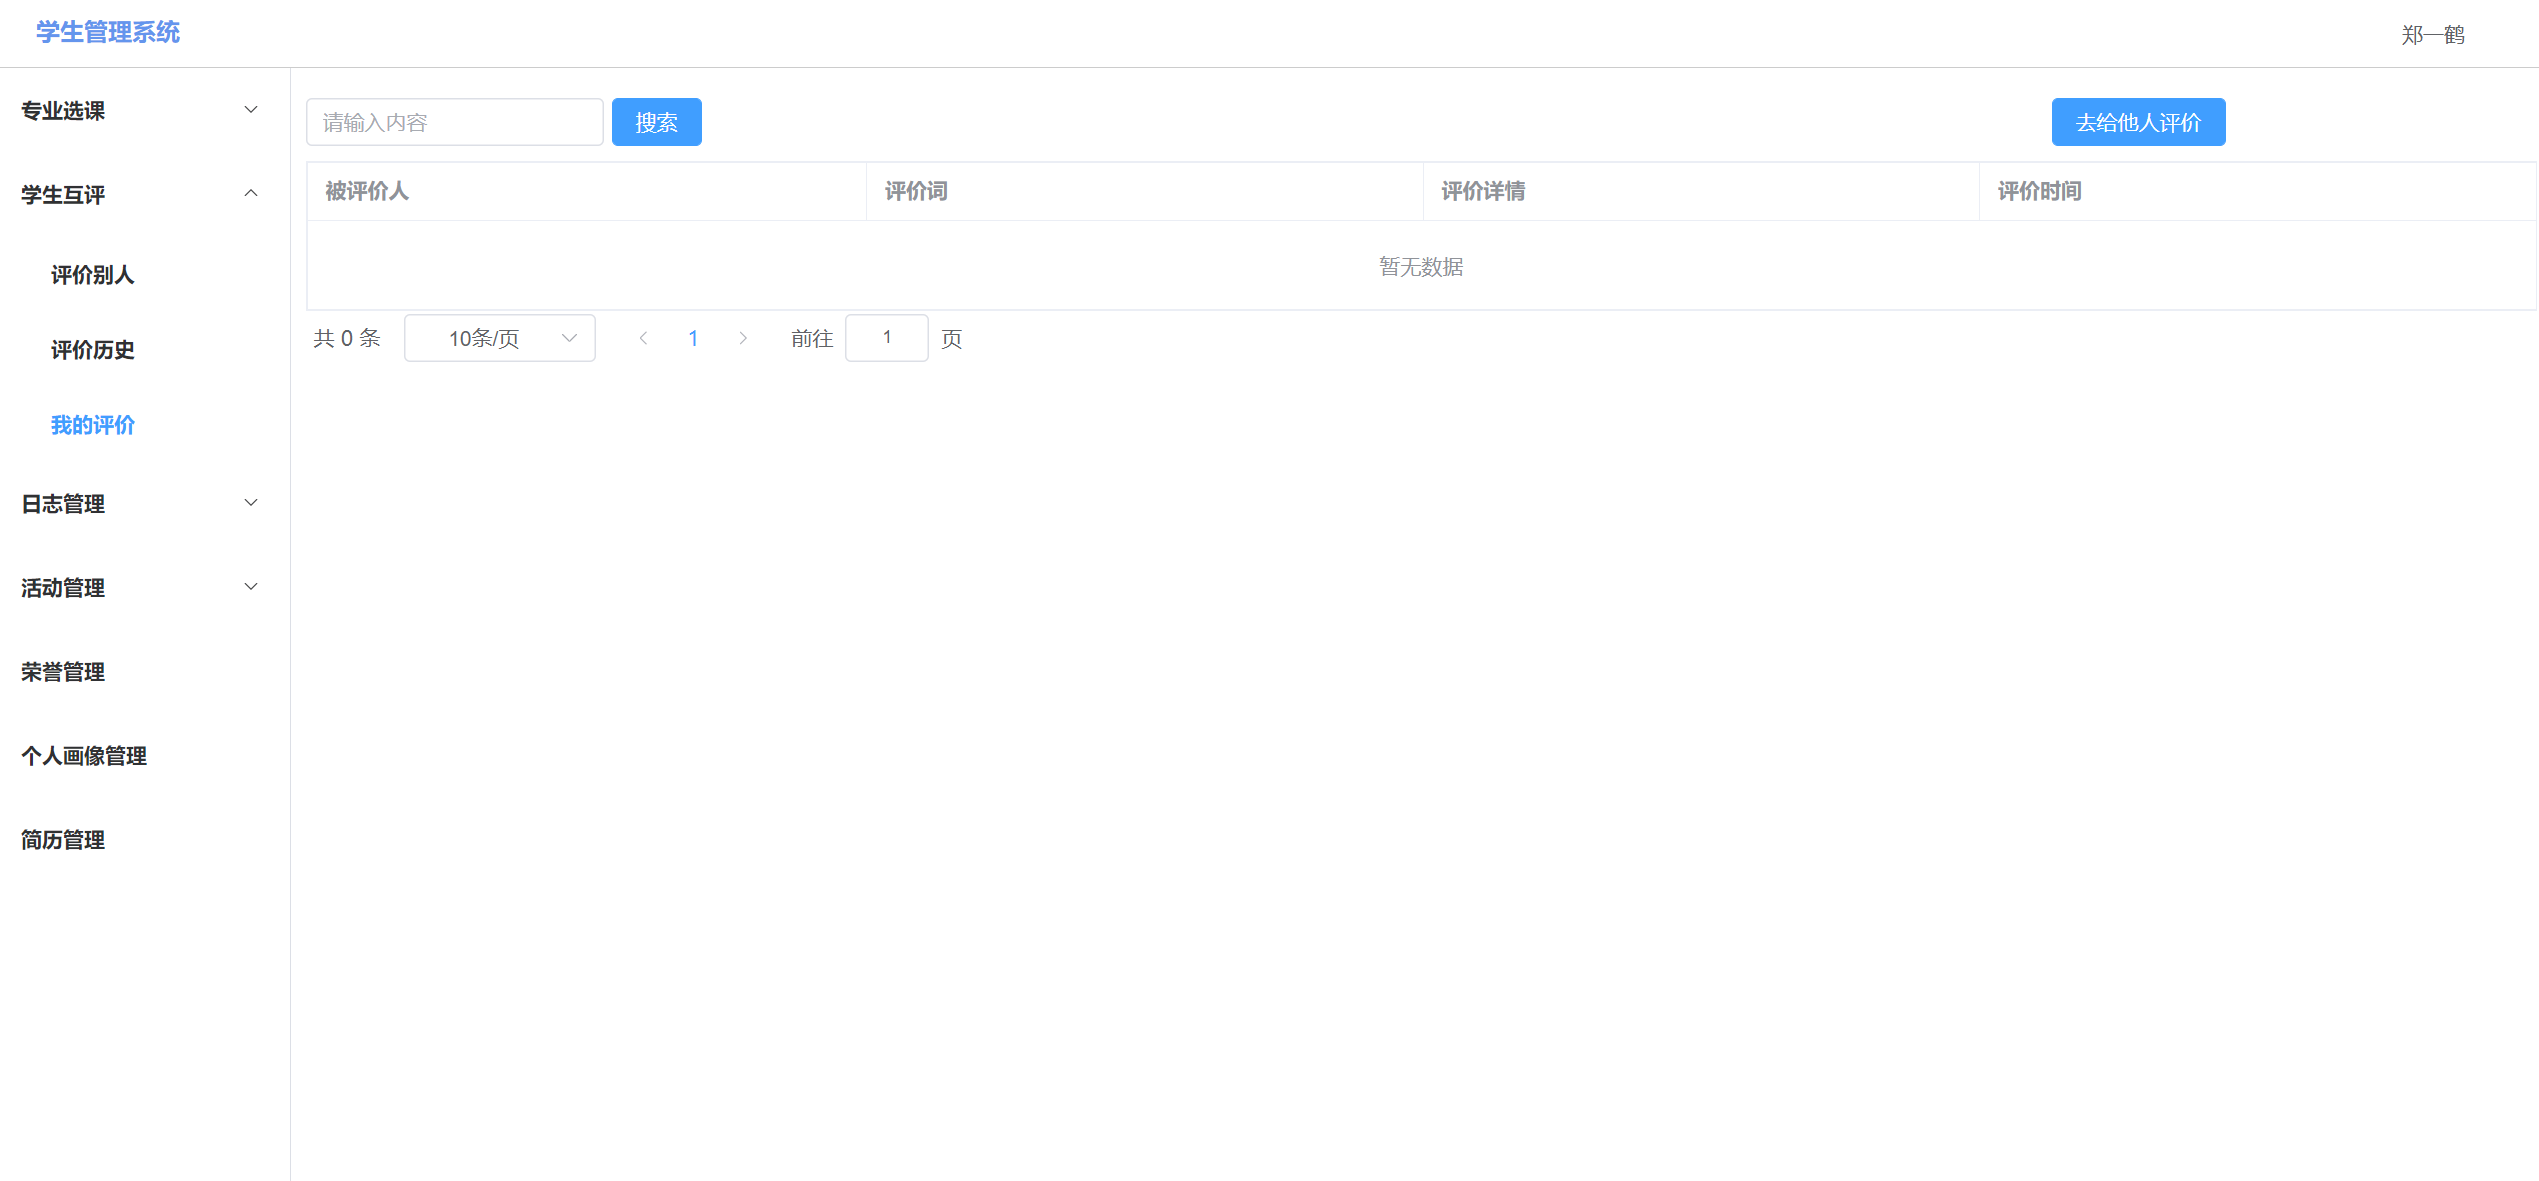 学生管理系统
郑一鹤
专业选课
学生互评
评价别人
评价历史
我的评价
日志管理
活动管理
荣誉管理
个人画像管理
简历管理
请输入内容 搜索 去给他人评价
被评价人 评价词 评价详情 评价时间
暂无数据
共 0 条 10条/页 1 前往 1 页